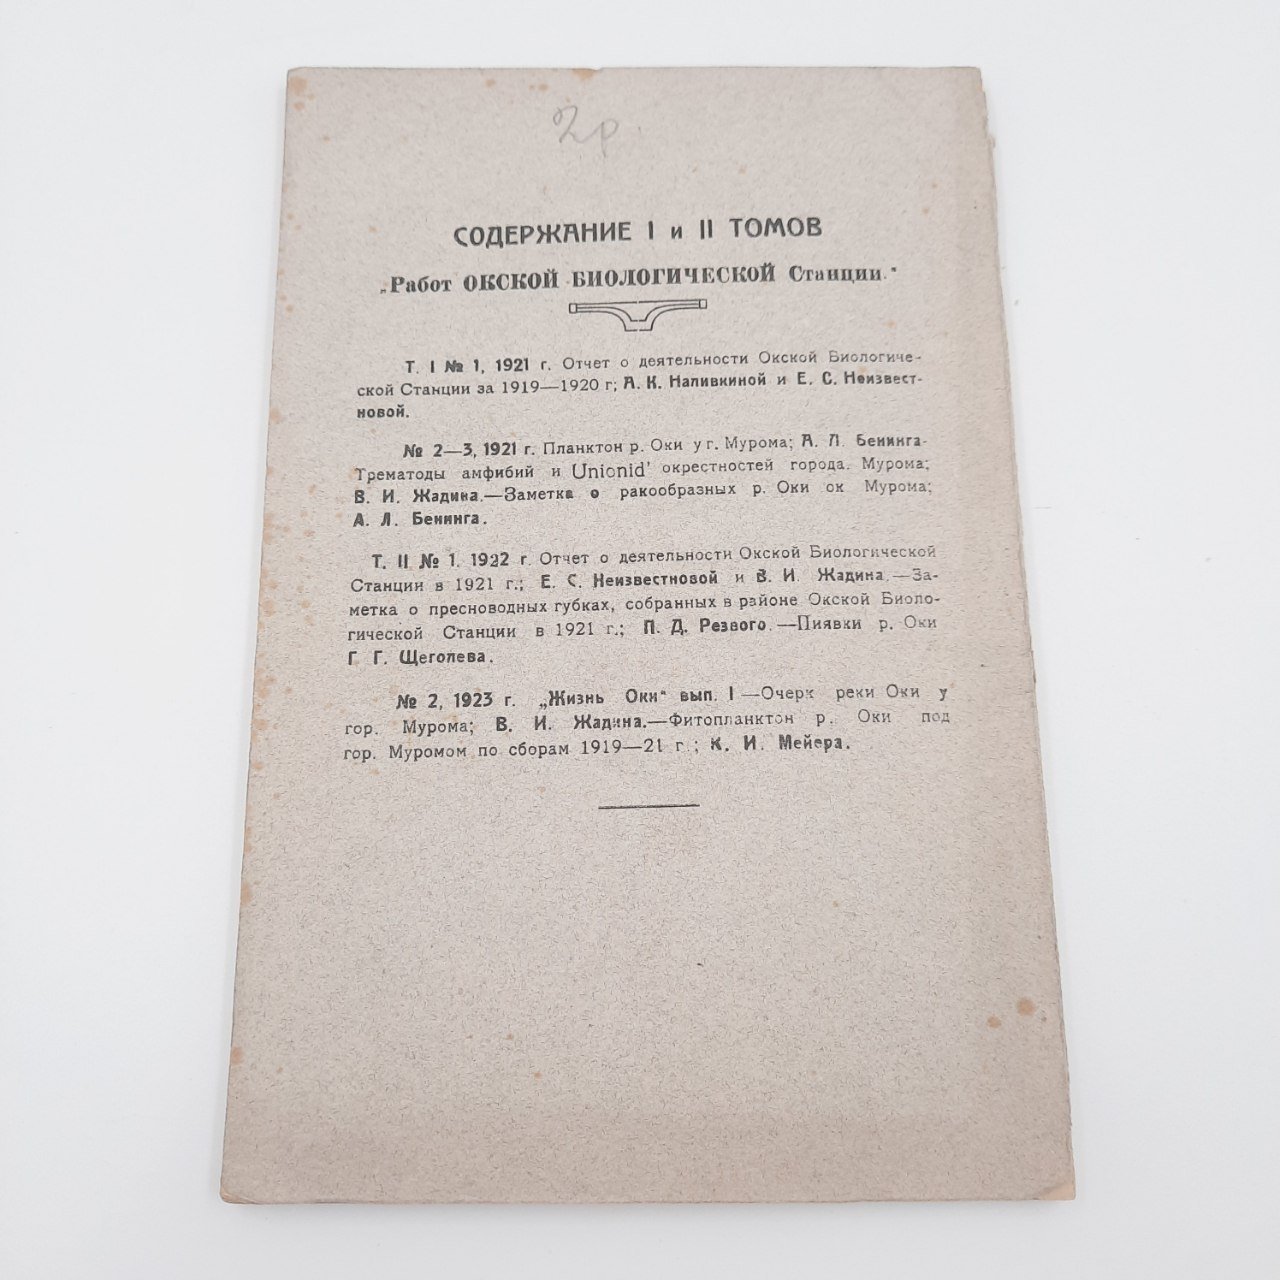 2р.
СОДЕРЖАНИЕ I и II ТОМОВ
„Работ ОКСКОЙ БИОЛОГИЧЕСКОЙ Станции."
Т. I № 1, 1921 г. Отчет о деятельности Окской Биологиче-
ской Станции за 1919—1920 г; А. К. Наливкиной и Е. С. Неизвест-
новой.
№ 2—3, 1921 г. Планктон р. Оки у г. Мурома; А. Л. Бенинга-
Трематоды амфибий и Unionid' окрестностей города. Мурома;
В. И. Жадина.—Заметка о ракообразных р. Оки ок Мурома;
А. Л. Бенинга.
Т. II № 1. 1922 г. Отчет о деятельности Окской Биологической
Станции в 1921 г.; Е. С. Неизвестновой и В. И. Жадина.—За-
метка о пресноводных губках, собранных в районе Окской Биоло-
гической Станции в 1921 г.; П. Д. Резвого.—Пиявки р. Оки
Г Г. Щеголева.
№ 2, 1923 г. „Жизнь Оки" вып. I—Очерк реки Оки у
гор. Мурома; В. И. Жадина.—Фитопланктон р. Оки под
гор. Муромом по сборам 1919—21 г.; К. И. Мейера.